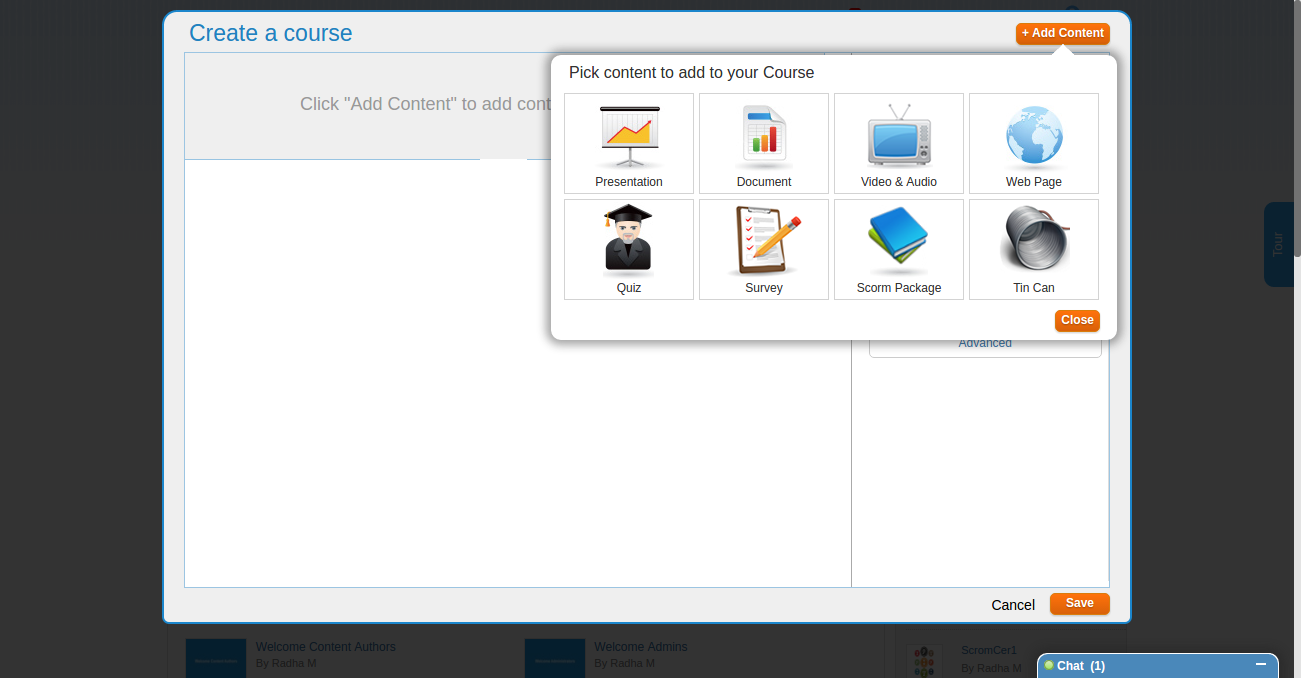 Create a course
+ Add Content
Click "Add Content" to add cont
Pick content to add to your Course
Presentation
Document
Video & Audio
Web Page
Quiz
Survey
Scorm Package
Tin Can
Close
Advanced
Tour
Cancel
Save
Welcome Content Authors
By Radha M
Welcome Admins
By Radha M
ScromCer1
By Radha M
Chat (1)